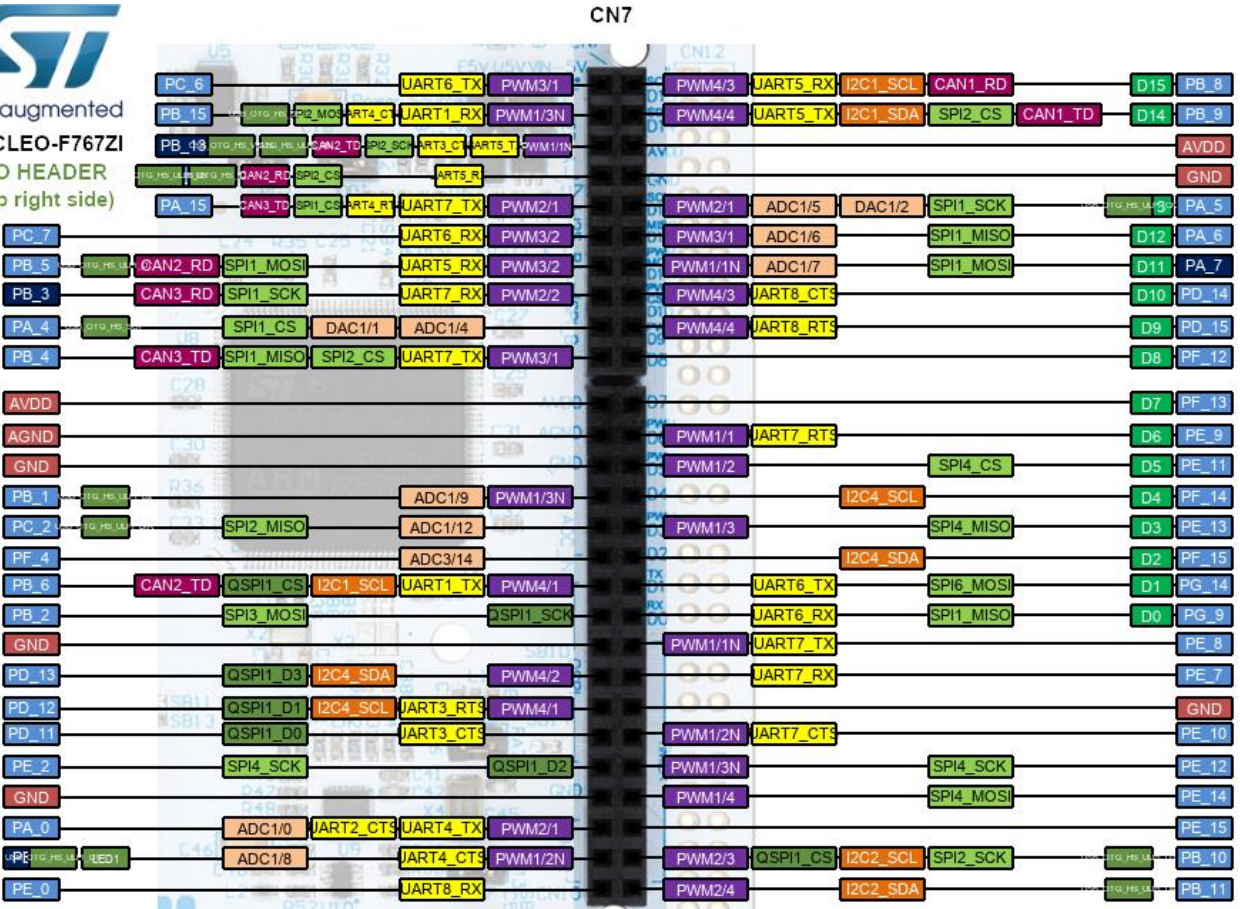 CN7
augmented
CLEO-F767ZI
O HEADER
p right side)
PC_6 UART6_TX PWM3/1 PWM4/3 UART5_RX I2C1_SCL CAN1_RD D15 PB_8
PB_15 UART1_RX PWM1/3N PWM4/4 UART5_TX I2C1_SDA SPI2_CS CAN1_TD D14 PB_9
PB_13 CAN2_TD SPI2_SCK PWM1/1N AVDD
CAN2_RD SPI2_CS GND
PA_15 CAN3_TD SPI1_CS UART7_TX PWM2/1 PWM2/1 ADC1/5 DAC1/2 SPI1_SCK PA_5
PC_7 UART6_RX PWM3/2 PWM3/1 ADC1/6 SPI1_MISO D12 PA_6
PB_5 CAN2_RD SPI1_MOSI UART5_RX PWM3/2 PWM1/1N ADC1/7 SPI1_MOSI D11 PA_7
PB_3 CAN3_RD SPI1_SCK UART7_RX PWM2/2 PWM4/3 UART8_CTS D10 PD_14
PA_4 SPI1_CS DAC1/1 ADC1/4 PWM4/4 UART8_RTS D9 PD_15
PB_4 CAN3_TD SPI1_MISO SPI2_CS UART7_TX PWM3/1 D8 PF_12
AVDD D7 PF_13
AGND PWM1/1 UART7_RTS D6 PE_9
GND PWM1/2 SPI4_CS D5 PE_11
PB_1 ADC1/9 PWM1/3N I2C4_SCL D4 PF_14
PC_2 SPI2_MISO ADC1/12 PWM1/3 SPI4_MISO D3 PE_13
PF_4 ADC3/14 I2C4_SDA D2 PF_15
PB_6 CAN2_TD QSPI1_CS I2C1_SCL UART1_TX PWM4/1 UART6_TX SPI6_MOSI D1 PG_14
PB_2 SPI3_MOSI QSPI1_SCK UART6_RX SPI1_MISO D0 PG_9
GND PWM1/1N UART7_TX PE_8
PD_13 QSPI1_D3 I2C4_SDA PWM4/2 UART7_RX PE_7
PD_12 QSPI1_D1 I2C4_SCL UART3_RTS PWM4/1 GND
PD_11 QSPI1_D0 UART3_CTS PWM1/2N UART7_CTS PE_10
PE_2 SPI4_SCK QSPI1_D2 PWM1/3N SPI4_SCK PE_12
GND PWM1/4 SPI4_MOSI PE_14
PA_0 ADC1/0 UART2_CTS UART4_TX PWM2/1 PE_15
LED1 ADC1/8 UART4_CTS PWM1/2N PWM2/3 QSPI1_CS I2C2_SCL SPI2_SCK PB_10
PE_0 UART8_RX PWM2/4 I2C2_SDA PB_11